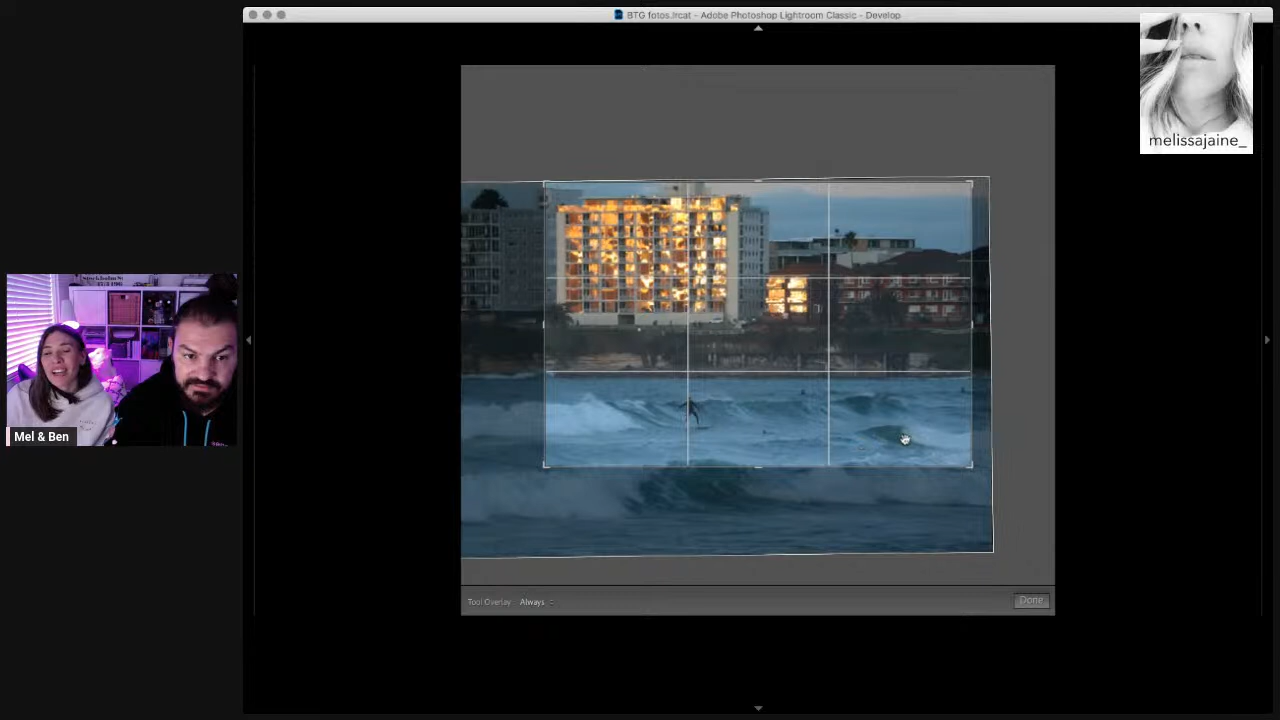 BTG fotos.lrcat - Adobe Photoshop Lightroom Classic - Develop
melissajaine_
Mel & Ben
Tool Overlay: Always
Done